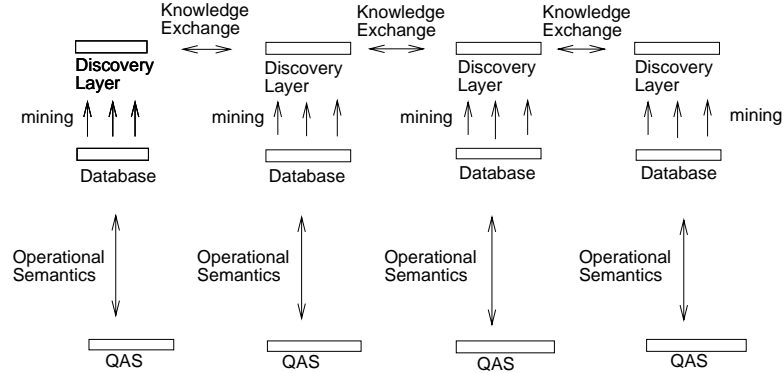 Knowledge
Exchange
Knowledge
Exchange
Knowledge
Exchange
Discovery
Layer
Discovery
Layer
Discovery
Layer
Discovery
Layer
mining
mining
mining
mining
Database
Database
Database
Database
Operational
Semantics
Operational
Semantics
Operational
Semantics
Operational
Semantics
QAS
QAS
QAS
QAS